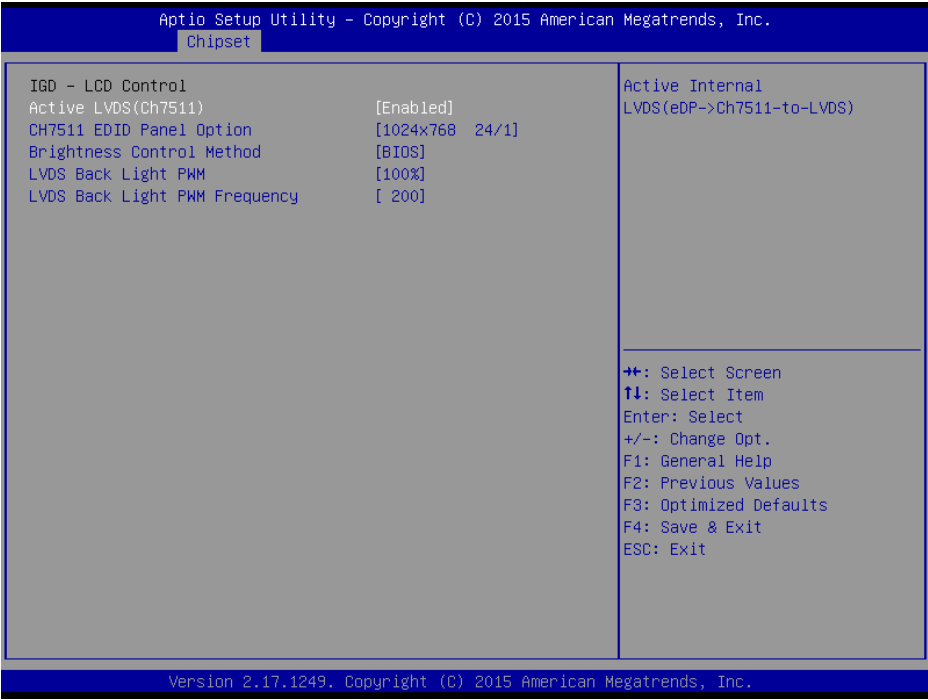 Aptio Setup Utility – Copyright (C) 2015 American Megatrends, Inc.
Chipset
IGD – LCD Control
Active LVDS(Ch7511) [Enabled]
CH7511 EDID Panel Option [1024x768 24/1]
Brightness Control Method [BIOS]
LVDS Back Light PWM [100%]
LVDS Back Light PWM Frequency [ 200]
Active Internal
LVDS(eDP->Ch7511-to-LVDS)
→←: Select Screen
↑↓: Select Item
Enter: Select
+/-: Change Opt.
F1: General Help
F2: Previous Values
F3: Optimized Defaults
F4: Save & Exit
ESC: Exit
Version 2.17.1249. Copyright (C) 2015 American Megatrends, Inc.